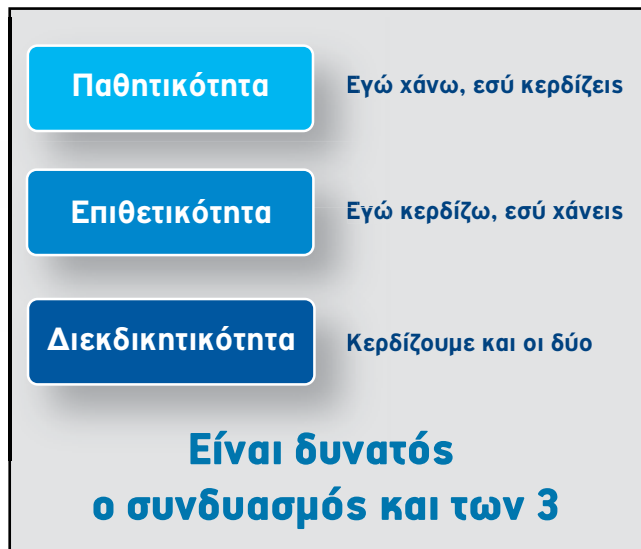 Παθητικότητα Εγώ χάνω, εσύ κερδίζεις
Επιθετικότητα Εγώ κερδίζω, εσύ χάνεις
Διεκδικητικότητα Κερδίζουμε και οι δύο
Είναι δυνατός
ο συνδυασμός και των 3